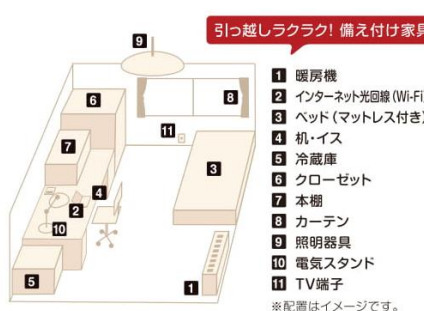 引っ越しラクラク! 備え付け家具
1 暖房機
2 インターネット光回線(Wi-Fi)
3 ベッド(マットレス付き)
4 机・イス
5 冷蔵庫
6 クローゼット
7 本棚
8 カーテン
9 照明器具
10 電気スタンド
11 TV端子
※配置はイメージです。
9
6
8
7
11
4
3
2
10
5
1